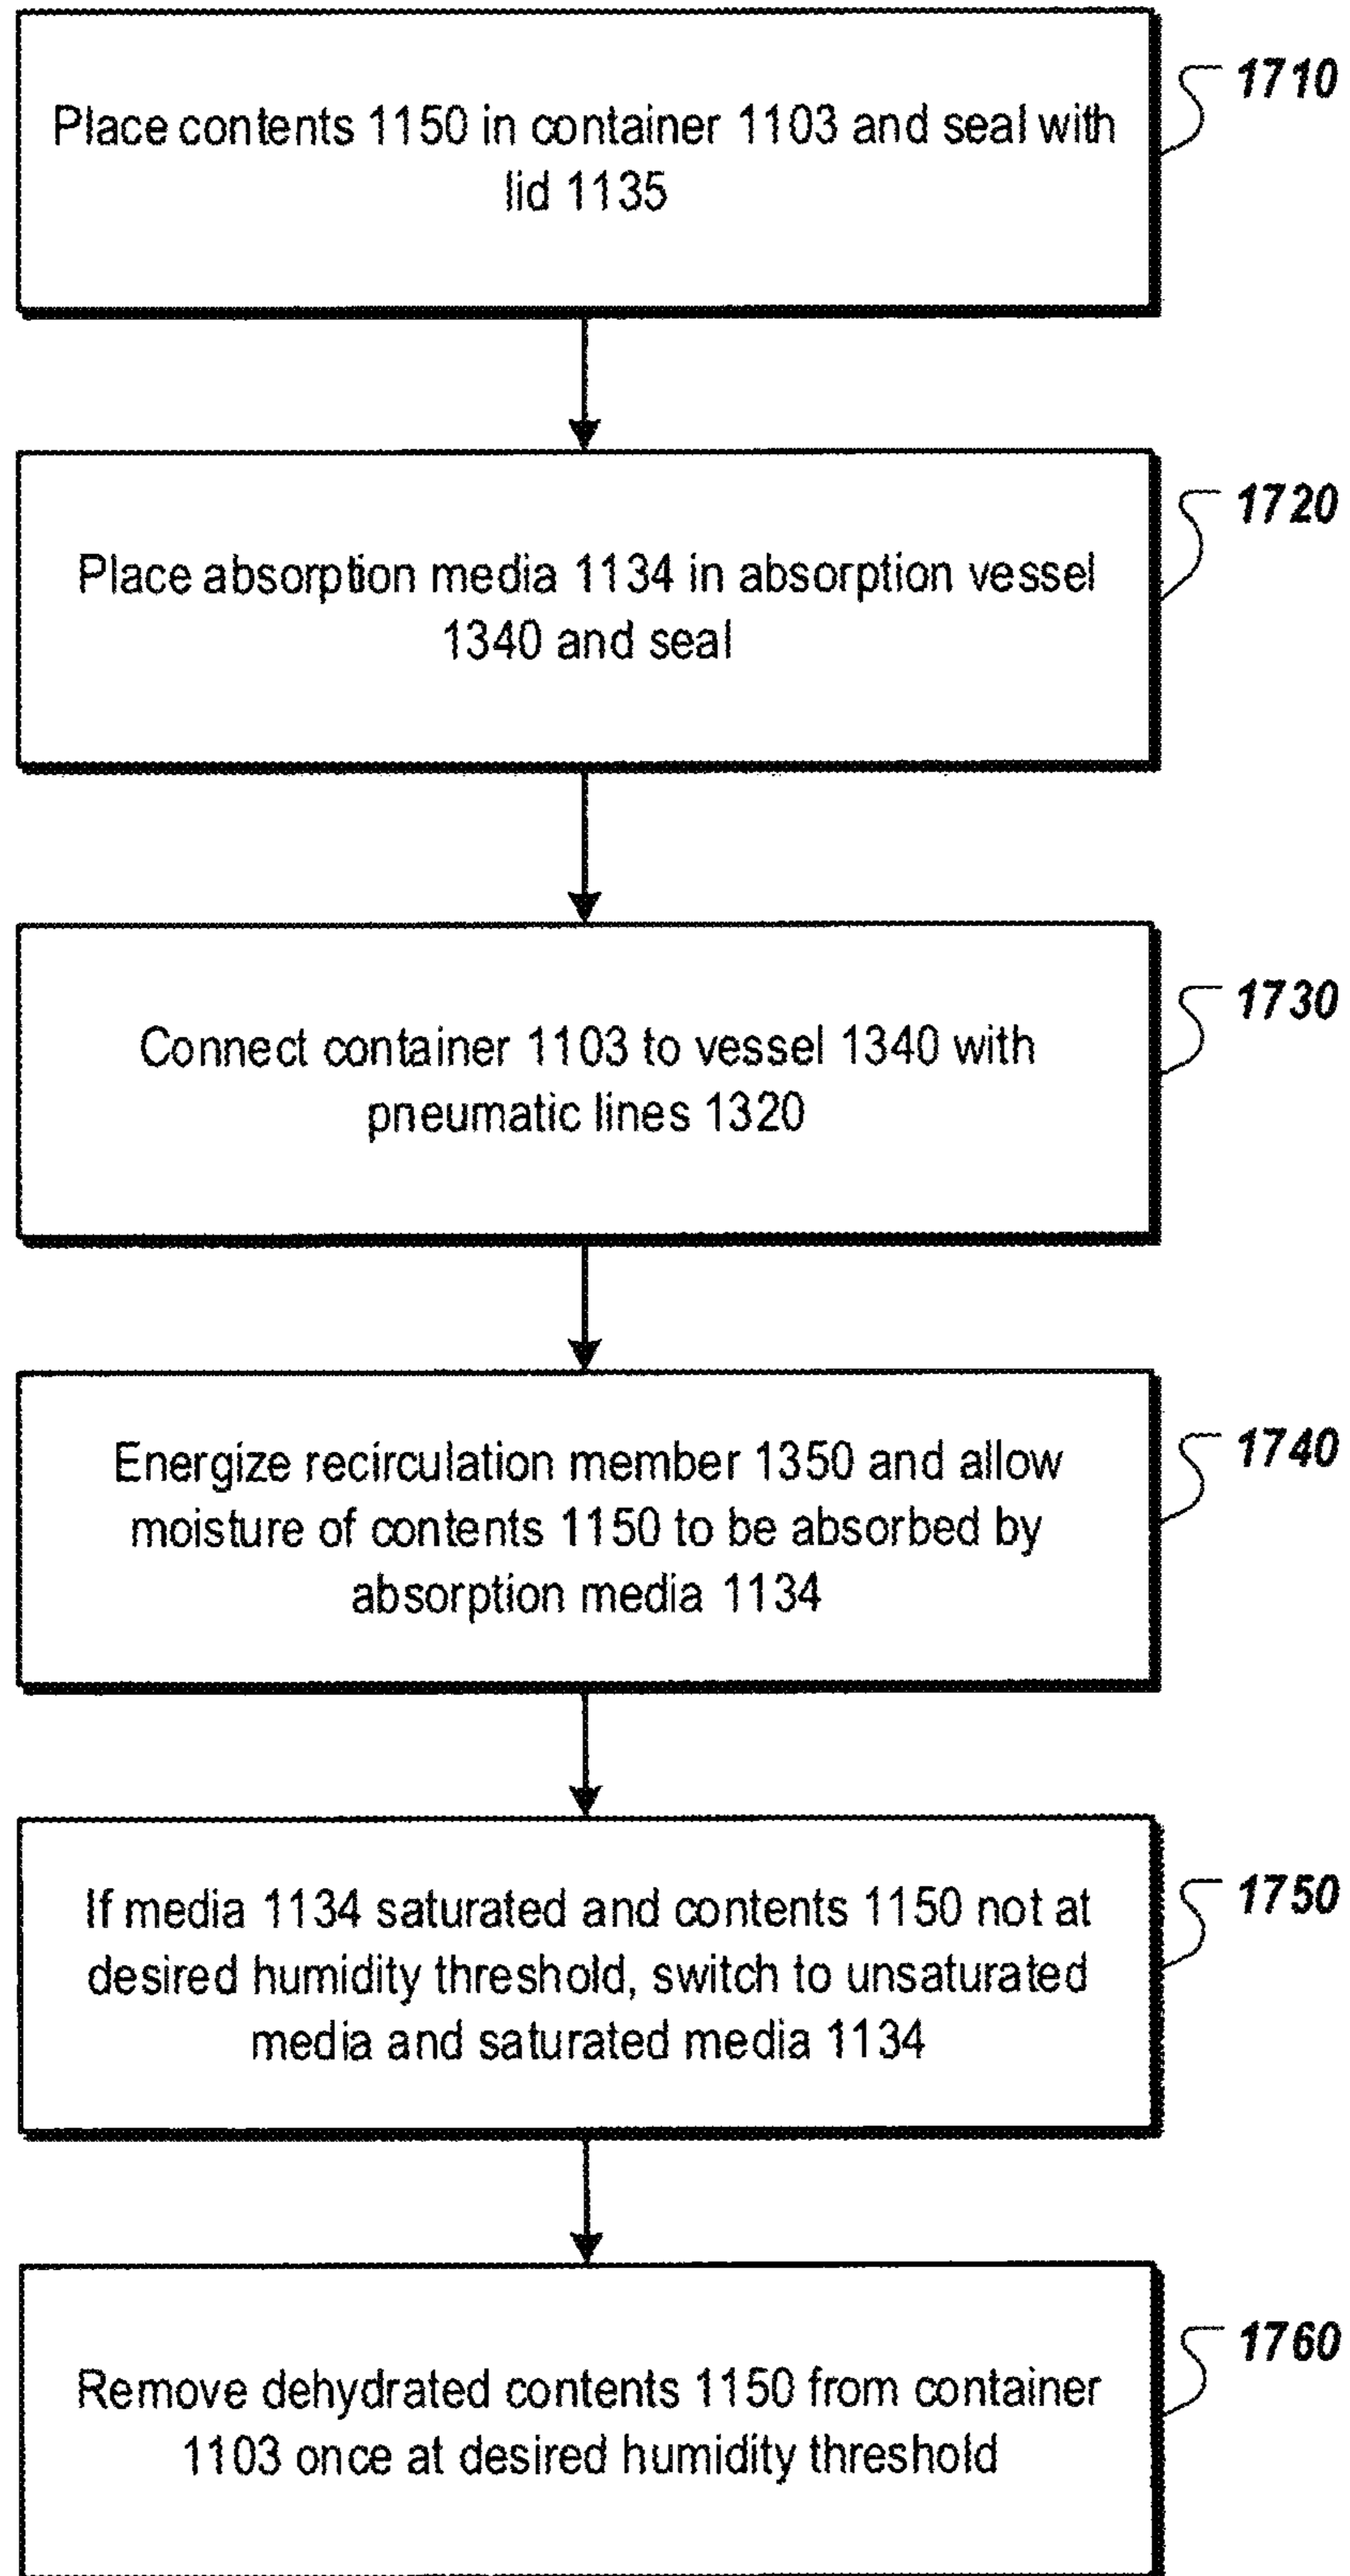 1710
Place contents 1150 in container 1103 and seal with
lid 1135
1720
Place absorption media 1134 in absorption vessel
1340 and seal
1730
Connect container 1103 to vessel 1340 with
pneumatic lines 1320
1740
Energize recirculation member 1350 and allow
moisture of contents 1150 to be absorbed by
absorption media 1134
1750
If media 1134 saturated and contents 1150 not at
desired humidity threshold, switch to unsaturated
media and saturated media 1134
1760
Remove dehydrated contents 1150 from container
1103 once at desired humidity threshold